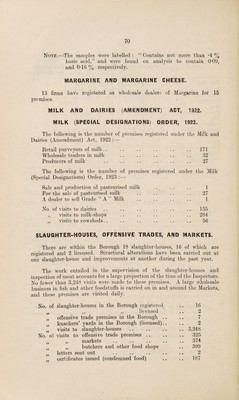 70
NOTE.—The samples were labelled: "Contains not more than ·4 %
boric acid," and were found on analysis to contain 0·09,
and 0·16 % respectively.
MARGARINE AND MARGARINE CHEESE.
13 firms have registered as wholesale dealers of Margarine for 15
premises.
MILK AND DAIRIES (AMENDMENT) ACT, 1922.
MILK (SPECIAL DESIGNATIONS) ORDER, 1923.
The following is the number of premises registered under the Milk and
Dairies (Amendment) Act, 1922:—
Retail purveyors of milk 171
Wholesale traders in milk 32
Producers of milk 27
The following is the number of premises registered under the Milk
(Special Designations) Order, 1923:—
Sale and production of pasteurised milk 1
For the sale of pasteurised milk 27
A dealer to sell Grade "A" Milk 1
No. of visits to dairies 155
„ visits to milk-shops 204
„ visits to cowsheds 56
SLAUGHTER-HOUSES, OFFENSIVE TRADES, AND MARKETS.
There are within the Borough 18 slaughter-houses, 16 of which are
registered and 2 licensed. Structural alterations have been carried out at
one slaughter-house and improvements at another during the past year.
The work entailed in the supervision of the slaughter-houses and
inspection of meat accounts for a large proportion of the time of the Inspectors.
No fewer than 3,248 visits were made to these premises. A large wholesale
business in fish and other foodstuffs is carried on in and around the Markets,
and these premises are visited daily.
No. of slaughter-houses in the Borough registered 16
„ „ „ licensed 2
„ offensive trade premises in the Borough 7
„ knackers' yards in the Borough (licensed) 2
„ visits to slaughter-houses 3,248
No. of visits to offensive trade premises 325
„ „ markets 374
„ „ butchers and other food shops 309
„ letters sent out 2
„ certificates issued (condemned food) 187